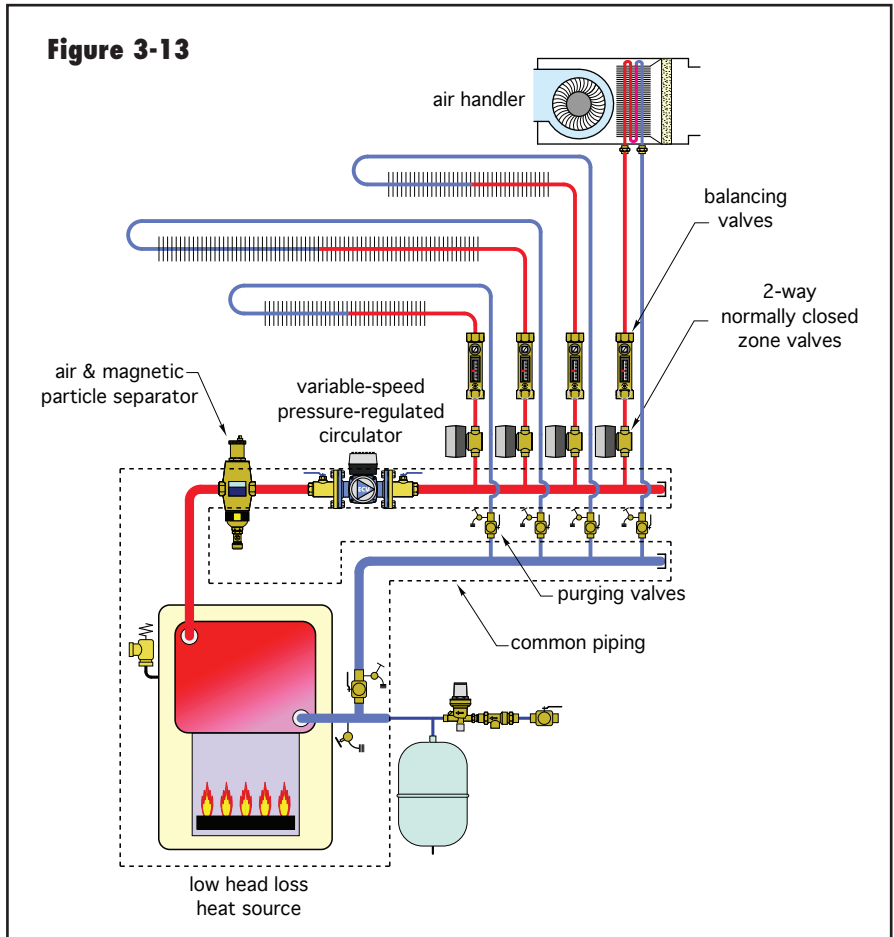 Figure 3-13
air handler
balancing
valves
2-way
normally closed
zone valves
air & magnetic
particle separator
variable-speed
pressure-regulated
circulator
ECM
purging valves
common piping
low head loss
heat source